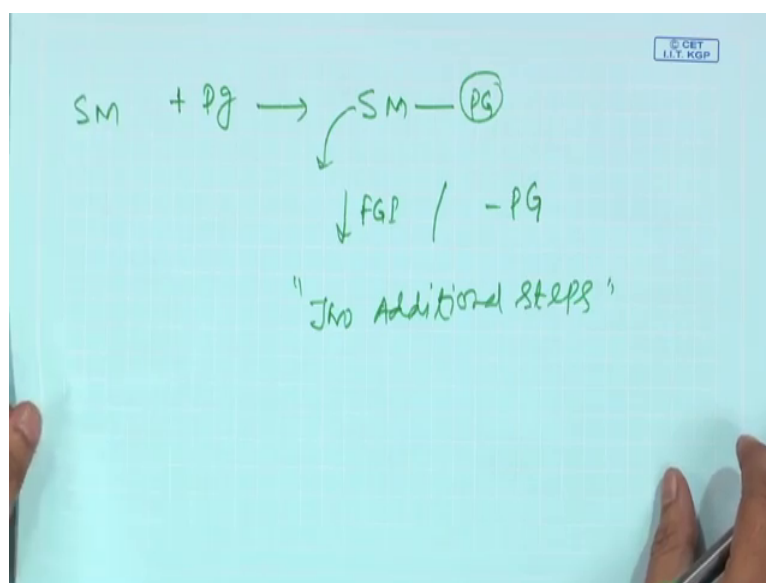 © CET
I.I.T. KGP
SM + Pg → SM — PG
↓ FGI / - PG
"Two Additional Steps"